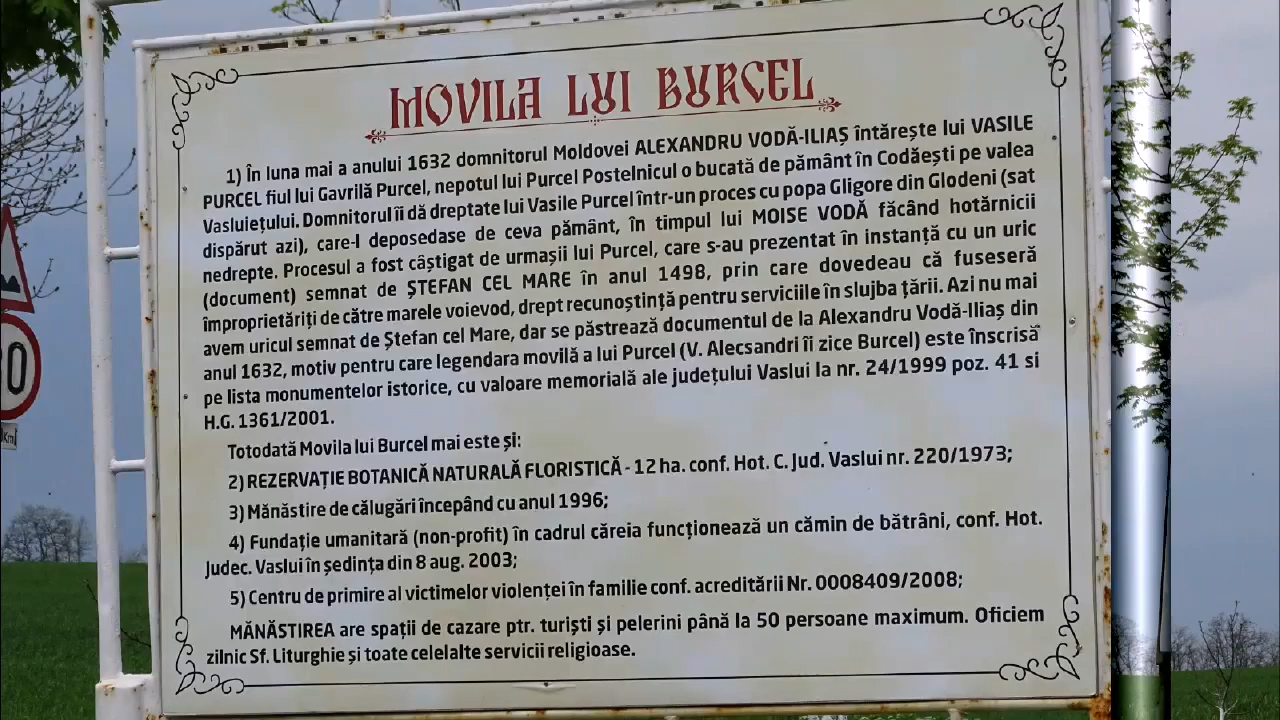 MOVILA LUI BURCEL
1) În luna mai a anului 1632 domnitorul Moldovei ALEXANDRU VODĂ-ILIAȘ întărește lui VASILE
PURCEL fiul lui Gavrilă Purcel, nepotul lui Purcel Postelnicul o bucată de pământ în Codăești pe valea
Vasluiețului. Domnitorul îi dă dreptate lui Vasile Purcel într-un proces cu popa Gligore din Glodeni (sat
dispărut azi), care-l deposedase de ceva pământ, în timpul lui MOISE VODĂ făcând hotărnicii
nedrepte. Procesul a fost câștigat de urmașii lui Purcel, care s-au prezentat în instanță cu un uric
(document) semnat de ȘTEFAN CEL MARE în anul 1498, prin care dovedeau că fuseseră
împroprietăriți de către marele voievod, drept recunoștință pentru serviciile în slujba țării. Azi nu mai
avem uricul semnat de Ștefan cel Mare, dar se păstrează documentul de la Alexandru Vodă-Iliaș din
anul 1632, motiv pentru care legendara movilă a lui Purcel (V. Alecsandri îi zice Burcel) este înscrisă
pe lista monumentelor istorice, cu valoare memorială ale județului Vaslui la nr. 24/1999 poz. 41 si
H.G. 1361/2001.
Totodată Movila lui Burcel mai este și:
2) REZERVAȚIE BOTANICĂ NATURALĂ FLORISTICĂ - 12 ha. conf. Hot. C. Jud. Vaslui nr. 220/1973;
3) Mănăstire de călugări începând cu anul 1996;
4) Fundație umanitară (non-profit) în cadrul căreia funcționează un cămin de bătrâni, conf. Hot.
Judec. Vaslui în ședința din 8 aug. 2003;
5) Centru de primire al victimelor violenței în familie conf. acreditării Nr. 0008409/2008;
MĂNĂSTIREA are spații de cazare ptr. turiști și pelerini până la 50 persoane maximum. Oficiem
zilnic Sf. Liturghie și toate celelalte servicii religioase.